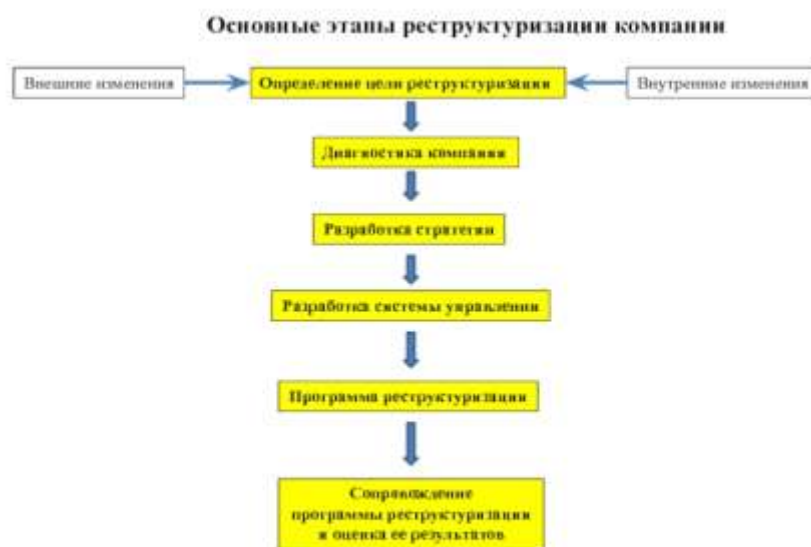 Основные этапы реструктуризации компании
Внешние изменения
Определение цели реструктуризации
Внутренние изменения
Диагностика компании
Разработка стратегии
Разработка системы управления
Программа реструктуризации
Сопровождение
программы реструктуризации
и оценка ее результатов